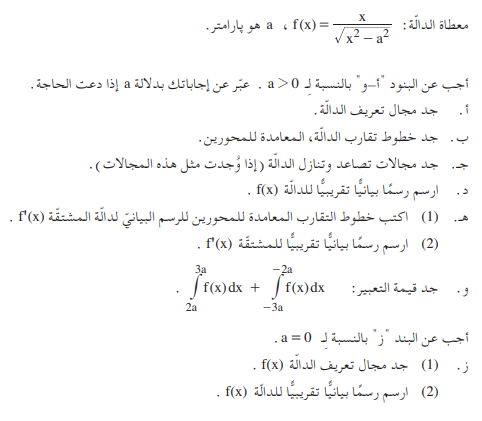 معطاة الدالّة: f(x) = x / √(x² – a²) ، a هو پارامتر.
أجب عن البنود "أ–و" بالنسبة لِـ a > 0 . عبّر عن إجاباتك بدلالة a إذا دعت الحاجة.
أ. جد مجال تعريف الدالّة.
ب. جد خطوط تقارب الدالّة، المعامدة للمحورين.
جـ. جد مجالات تصاعد وتنازل الدالّة (إذا وُجدت مثل هذه المجالات).
د. ارسم رسمًا بيانيًّا تقريبيًّا للدالّة f(x) .
هـ. (1) اكتب خطوط التقارب المعامدة للمحورين للرسم البيانيّ لدالّة المشتقّة f'(x) .
(2) ارسم رسمًا بيانيًّا تقريبيًّا للمشتقّة f'(x) .
و. جد قيمة التعبير: ∫_{2a}^{3a} f(x) dx + ∫_{–3a}^{–2a} f(x) dx .
أجب عن البند "ز" بالنسبة لِـ a = 0 .
ز. (1) جد مجال تعريف الدالّة f(x) .
(2) ارسم رسمًا بيانيًّا تقريبيًّا للدالّة f(x) .